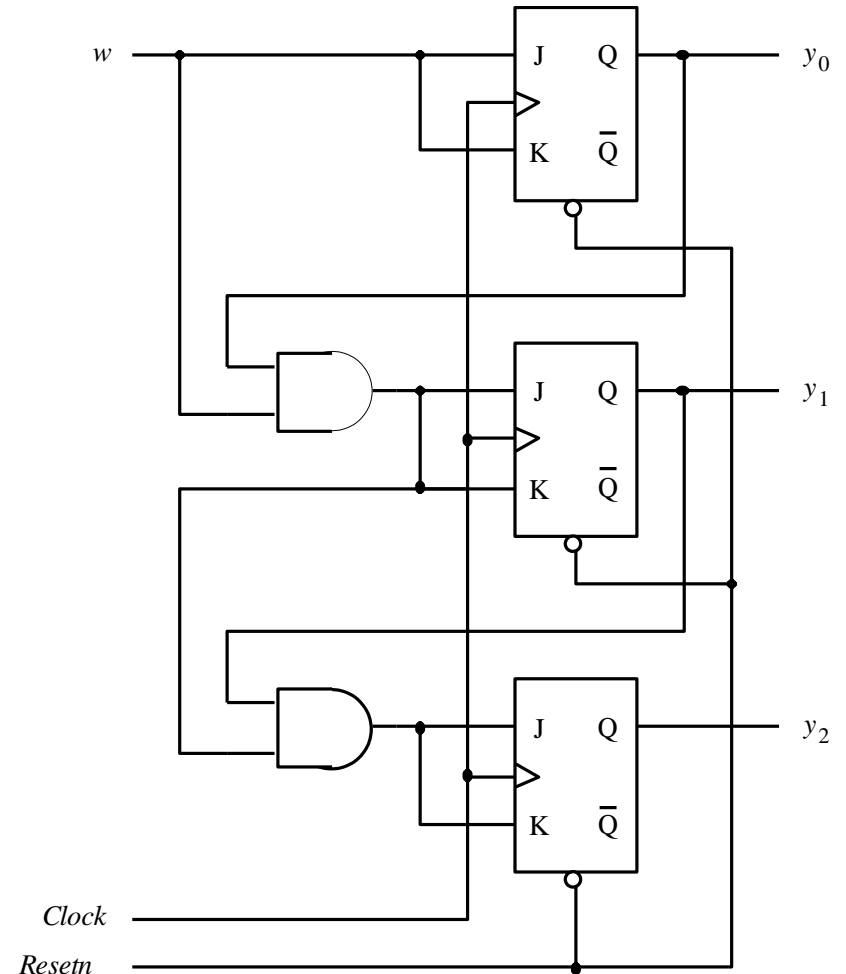 w J Q y0
K Q̅
J Q y1
K Q̅
J Q y2
K Q̅
Clock
Resetn